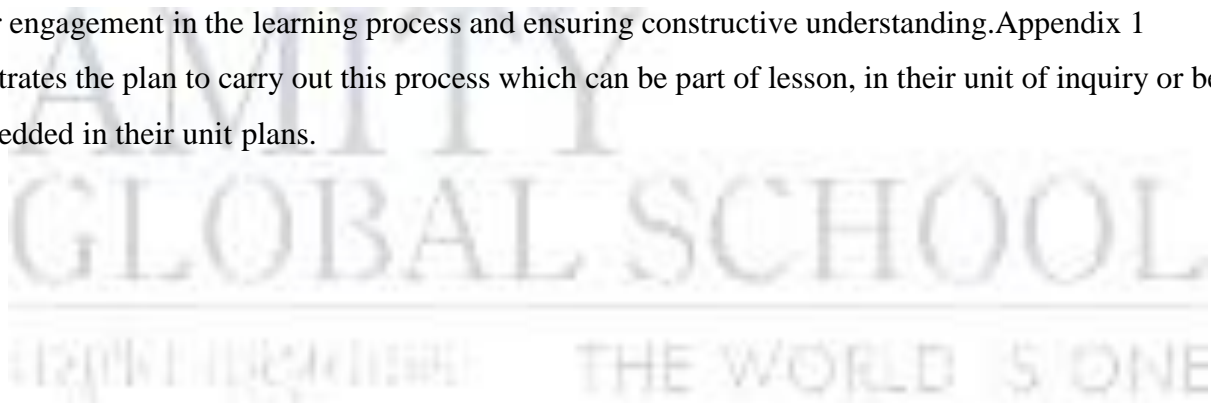 r engagement in the learning process and ensuring constructive understanding.Appendix 1
trates the plan to carry out this process which can be part of lesson, in their unit of inquiry or be
edded in their unit plans.
AMITY
GLOBAL SCHOOL
THE WORLD IS ONE